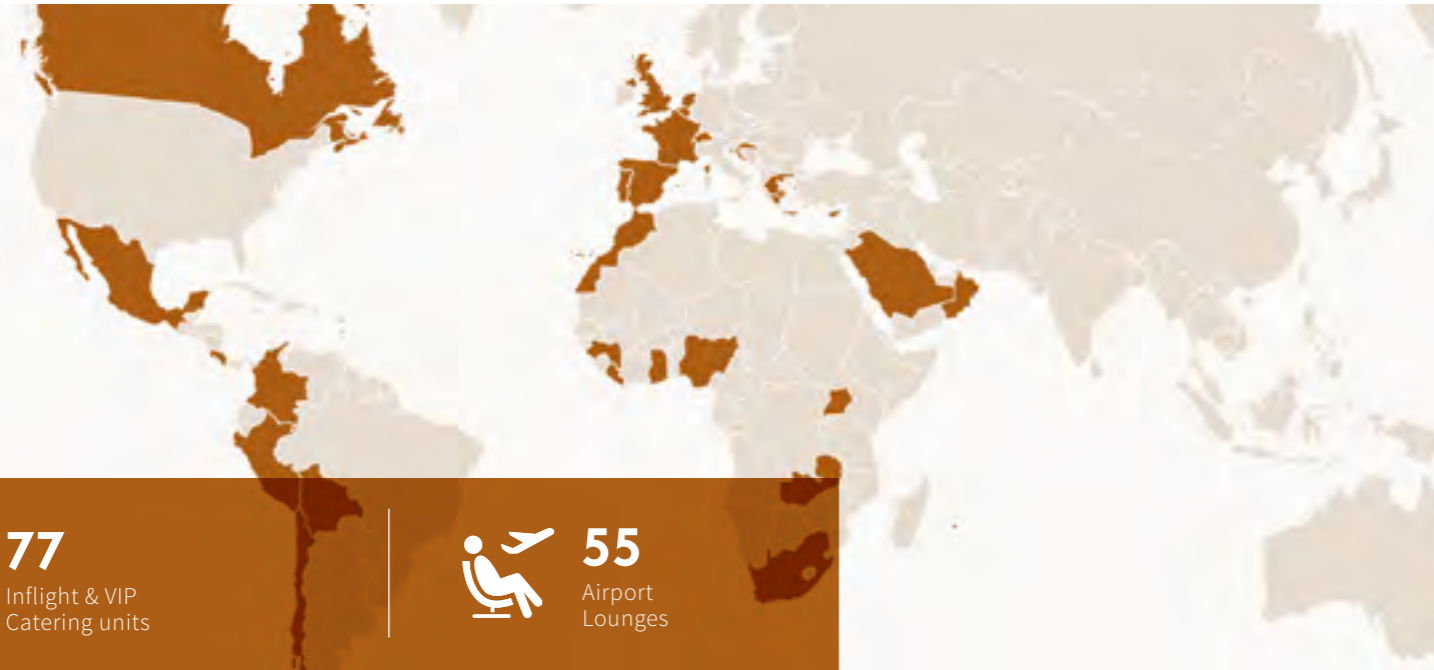 77
Inflight & VIP
Catering units
55
Airport
Lounges